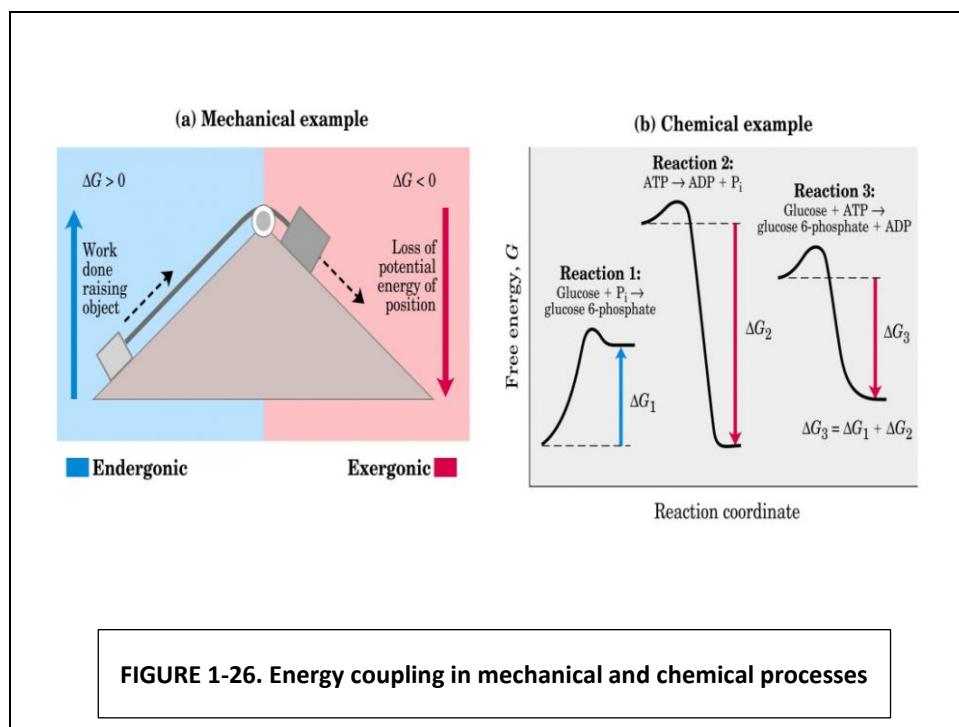 (a) Mechanical example
ΔG > 0
ΔG < 0
Work
done
raising
object
Loss of
potential
energy of
position
Endergonic
Exergonic
(b) Chemical example
Free energy, G
Reaction 1:
Glucose + Pi →
glucose 6-phosphate
ΔG1
Reaction 2:
ATP → ADP + Pi
ΔG2
Reaction 3:
Glucose + ATP →
glucose 6-phosphate + ADP
ΔG3
ΔG3 = ΔG1 + ΔG2
Reaction coordinate
FIGURE 1-26. Energy coupling in mechanical and chemical processes